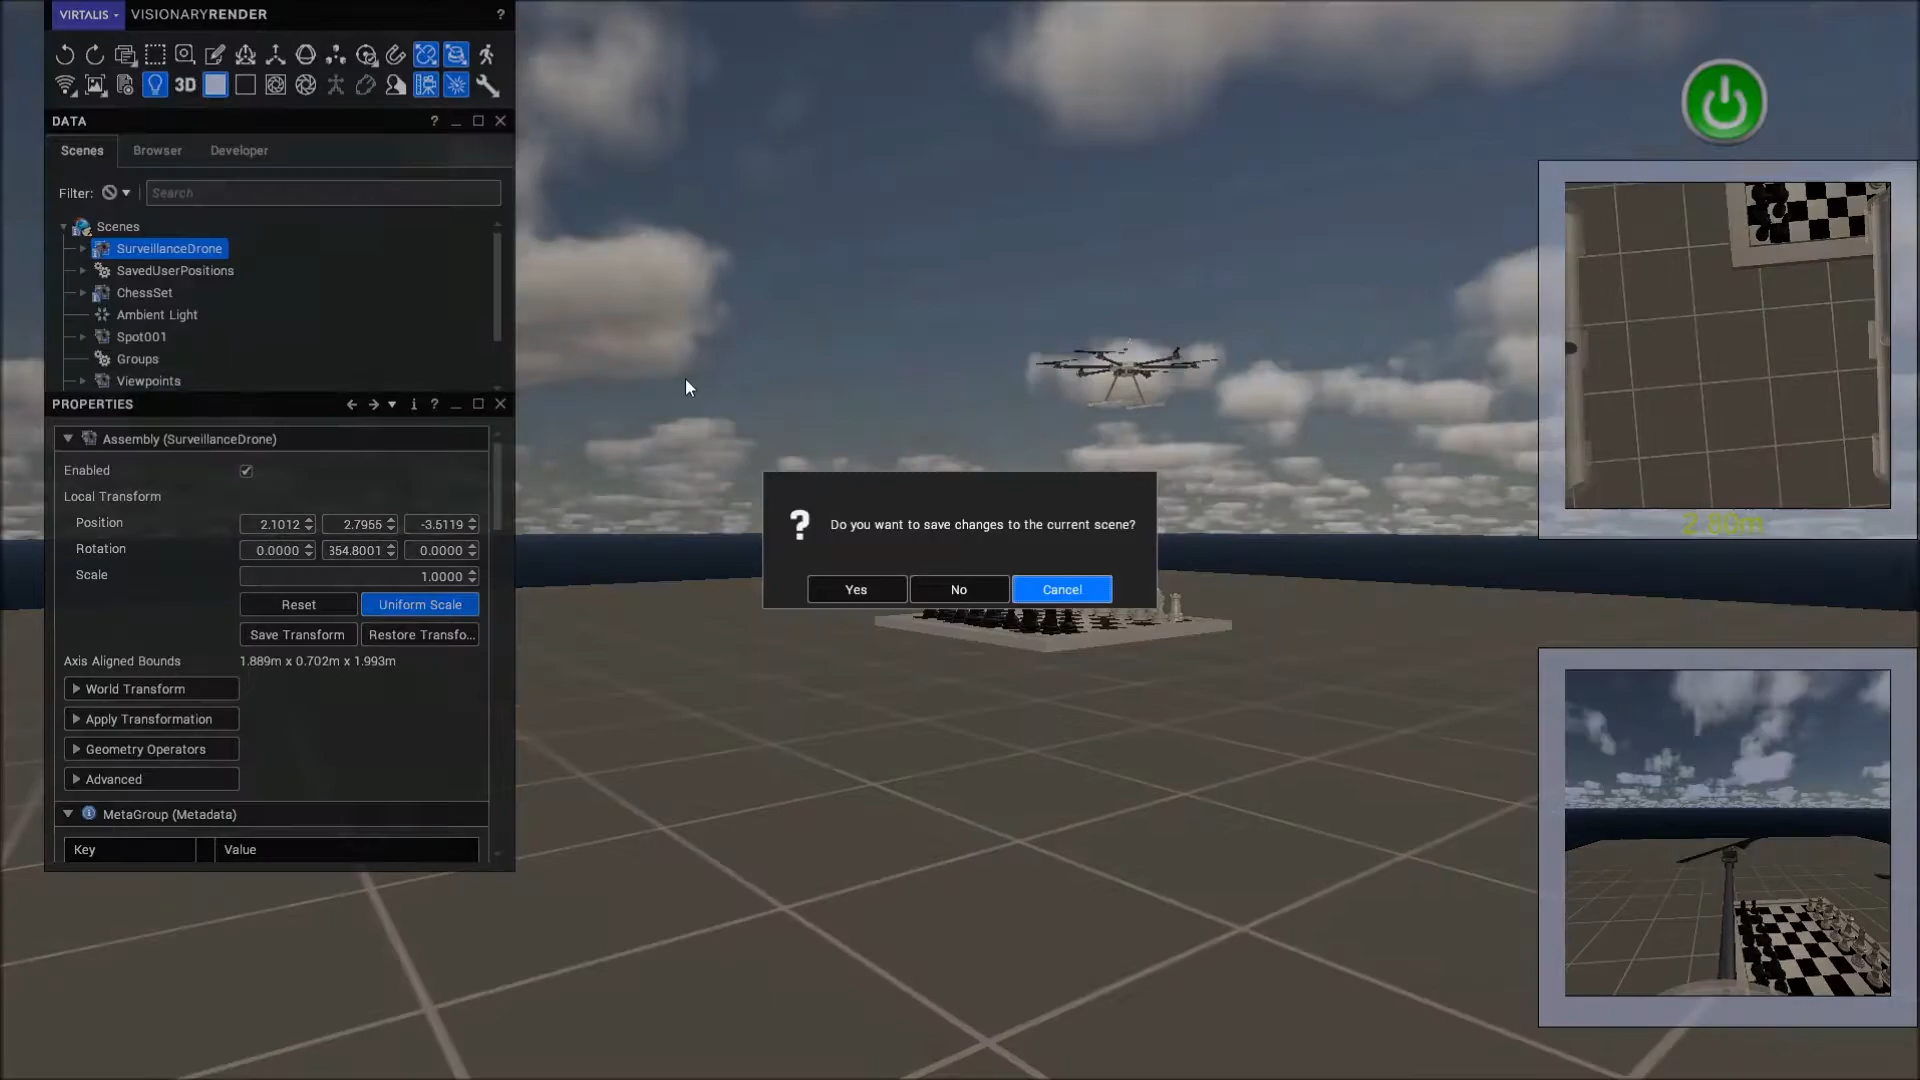 VIRTALIS VISIONARYRENDER ?
3D
DATA ?
Scenes Browser Developer
Filter: Search
Scenes
SurveillanceDrone
SavedUserPositions
ChessSet
Ambient Light
Spot001
Groups
Viewpoints
PROPERTIES i ?
Assembly (SurveillanceDrone)
Enabled
Local Transform
Position 2.1012 2.7955 -3.5119
Rotation 0.0000 354.8001 0.0000
Scale 1.0000
Reset Uniform Scale
Save Transform Restore Transfo...
Axis Aligned Bounds 1.889m x 0.702m x 1.993m
World Transform
Apply Transformation
Geometry Operators
Advanced
MetaGroup (Metadata)
Key Value
? Do you want to save changes to the current scene?
Yes No Cancel
2.80m